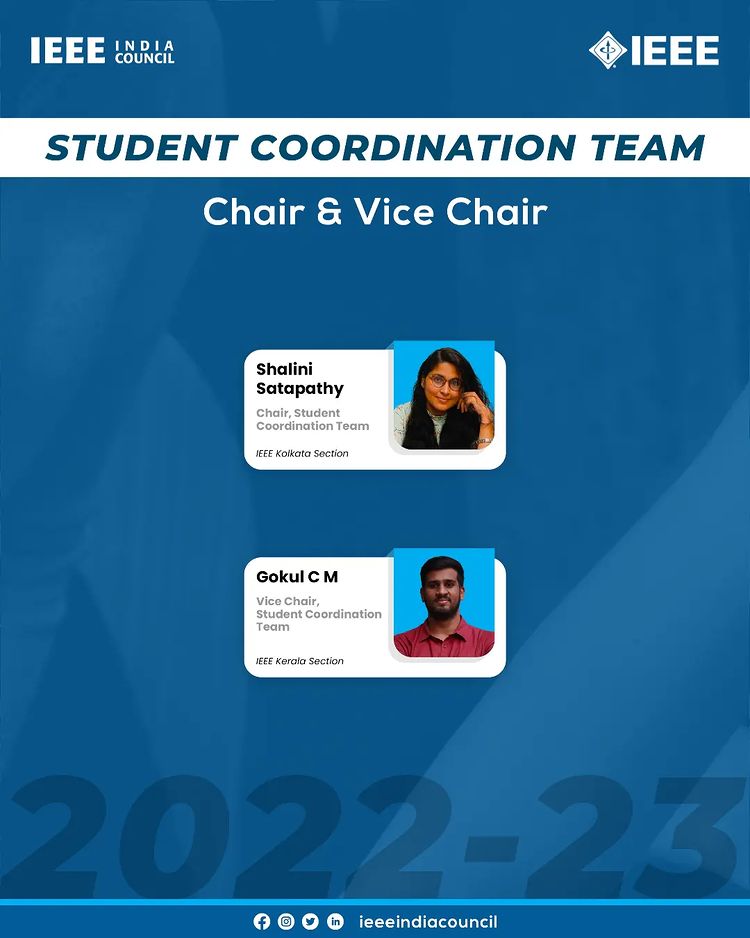 IEEE INDIA COUNCIL
IEEE
STUDENT COORDINATION TEAM
Chair & Vice Chair
Shalini
Satapathy
Chair, Student
Coordination Team
IEEE Kolkata Section
Gokul C M
Vice Chair,
Student Coordination
Team
IEEE Kerala Section
2022-23
ieeeindiacouncil